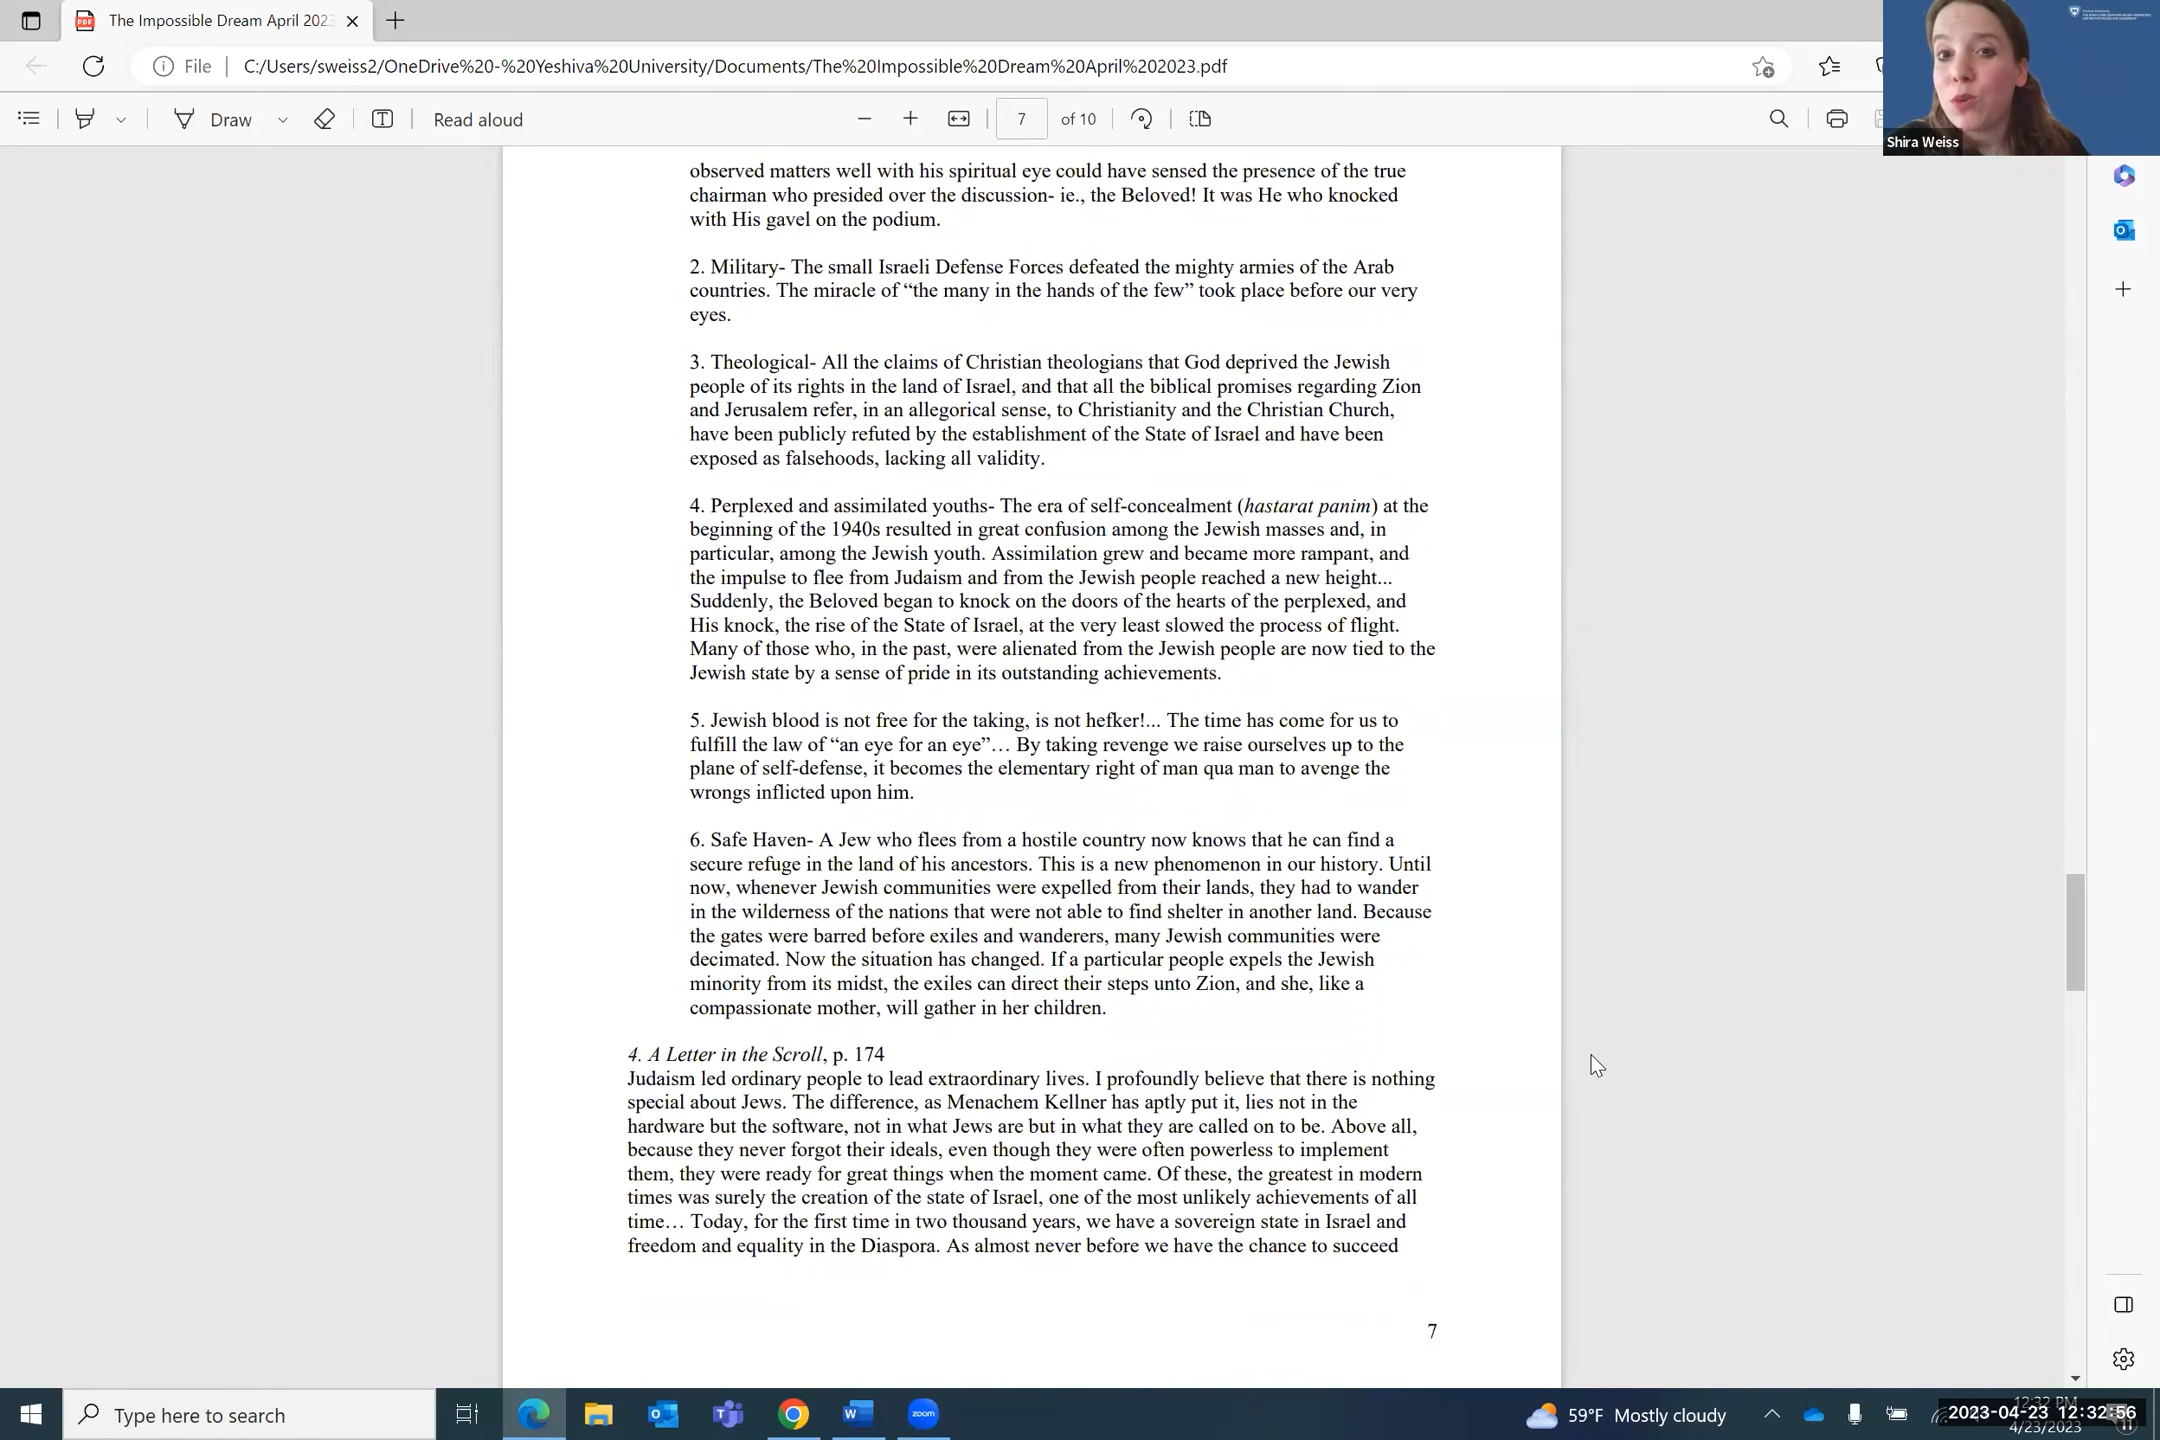 The Impossible Dream April 202
File
C:/Users/sweiss2/OneDrive%20-%20Yeshiva%20University/Documents/The%20Impossible%20Dream%20April%202023.pdf
Draw
Read aloud
7
of 10
Shira Weiss
observed matters well with his spiritual eye could have sensed the presence of the true
chairman who presided over the discussion- ie., the Beloved! It was He who knocked
with His gavel on the podium.
2. Military- The small Israeli Defense Forces defeated the mighty armies of the Arab
countries. The miracle of “the many in the hands of the few” took place before our very
eyes.
3. Theological- All the claims of Christian theologians that God deprived the Jewish
people of its rights in the land of Israel, and that all the biblical promises regarding Zion
and Jerusalem refer, in an allegorical sense, to Christianity and the Christian Church,
have been publicly refuted by the establishment of the State of Israel and have been
exposed as falsehoods, lacking all validity.
4. Perplexed and assimilated youths- The era of self-concealment (hastarat panim) at the
beginning of the 1940s resulted in great confusion among the Jewish masses and, in
particular, among the Jewish youth. Assimilation grew and became more rampant, and
the impulse to flee from Judaism and from the Jewish people reached a new height...
Suddenly, the Beloved began to knock on the doors of the hearts of the perplexed, and
His knock, the rise of the State of Israel, at the very least slowed the process of flight.
Many of those who, in the past, were alienated from the Jewish people are now tied to the
Jewish state by a sense of pride in its outstanding achievements.
5. Jewish blood is not free for the taking, is not hefker!... The time has come for us to
fulfill the law of “an eye for an eye”… By taking revenge we raise ourselves up to the
plane of self-defense, it becomes the elementary right of man qua man to avenge the
wrongs inflicted upon him.
6. Safe Haven- A Jew who flees from a hostile country now knows that he can find a
secure refuge in the land of his ancestors. This is a new phenomenon in our history. Until
now, whenever Jewish communities were expelled from their lands, they had to wander
in the wilderness of the nations that were not able to find shelter in another land. Because
the gates were barred before exiles and wanderers, many Jewish communities were
decimated. Now the situation has changed. If a particular people expels the Jewish
minority from its midst, the exiles can direct their steps unto Zion, and she, like a
compassionate mother, will gather in her children.
4. A Letter in the Scroll, p. 174
Judaism led ordinary people to lead extraordinary lives. I profoundly believe that there is nothing
special about Jews. The difference, as Menachem Kellner has aptly put it, lies not in the
hardware but the software, not in what Jews are but in what they are called on to be. Above all,
because they never forgot their ideals, even though they were often powerless to implement
them, they were ready for great things when the moment came. Of these, the greatest in modern
times was surely the creation of the state of Israel, one of the most unlikely achievements of all
time… Today, for the first time in two thousand years, we have a sovereign state in Israel and
freedom and equality in the Diaspora. As almost never before we have the chance to succeed
7
Type here to search
zoom
59°F Mostly cloudy
12:32 PM
2023-04-23 12:32:56
4/23/2023